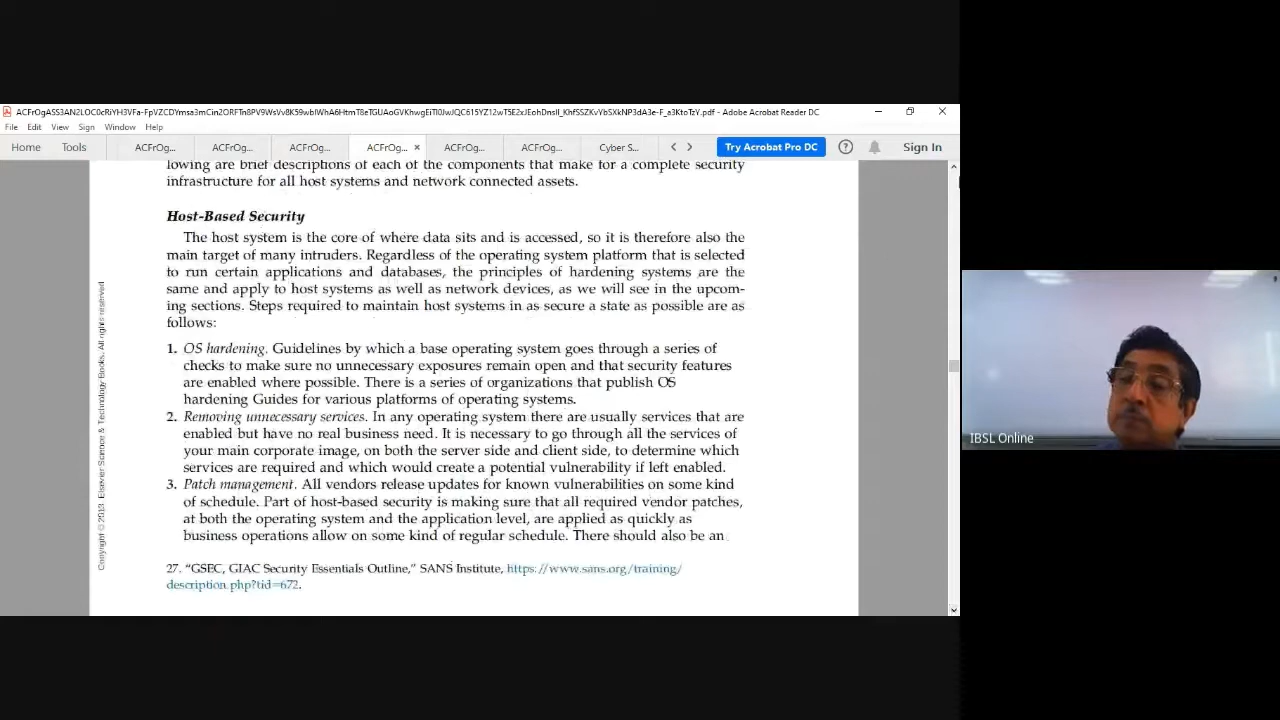 ACFrOgASS3AN2LOC0cRiYH3VFa-FpVZCDYmsa3mCin2ORFTn8PV9WsVv8K59wbIWhA6HtmT8eTGUAoGVKhwgEiTl0JwJQC615YZ12wT5E2xJEohDnsII_KhfSSZKvYbSXkNP3dA3e-F_a3KtoTzY.pdf - Adobe Acrobat Reader DC
File Edit View Sign Window Help
Home Tools ACFrOg... ACFrOg... ACFrOg... ACFrOg... × ACFrOg... ACFrOg... Cyber S... Try Acrobat Pro DC Sign In
lowing are brief descriptions of each of the components that make for a complete security
infrastructure for all host systems and network connected assets.
Host-Based Security
The host system is the core of where data sits and is accessed, so it is therefore also the
main target of many intruders. Regardless of the operating system platform that is selected
to run certain applications and databases, the principles of hardening systems are the
same and apply to host systems as well as network devices, as we will see in the upcom-
ing sections. Steps required to maintain host systems in as secure a state as possible are as
follows:
1. OS hardening. Guidelines by which a base operating system goes through a series of
checks to make sure no unnecessary exposures remain open and that security features
are enabled where possible. There is a series of organizations that publish OS
hardening Guides for various platforms of operating systems.
2. Removing unnecessary services. In any operating system there are usually services that are
enabled but have no real business need. It is necessary to go through all the services of
your main corporate image, on both the server side and client side, to determine which
services are required and which would create a potential vulnerability if left enabled.
3. Patch management. All vendors release updates for known vulnerabilities on some kind
of schedule. Part of host-based security is making sure that all required vendor patches,
at both the operating system and the application level, are applied as quickly as
business operations allow on some kind of regular schedule. There should also be an
27. "GSEC, GIAC Security Essentials Outline," SANS Institute, https://www.sans.org/training/
description.php?tid=672.
Copyright © 2013. Elsevier Science & Technology Books. All rights reserved.
IBSL Online